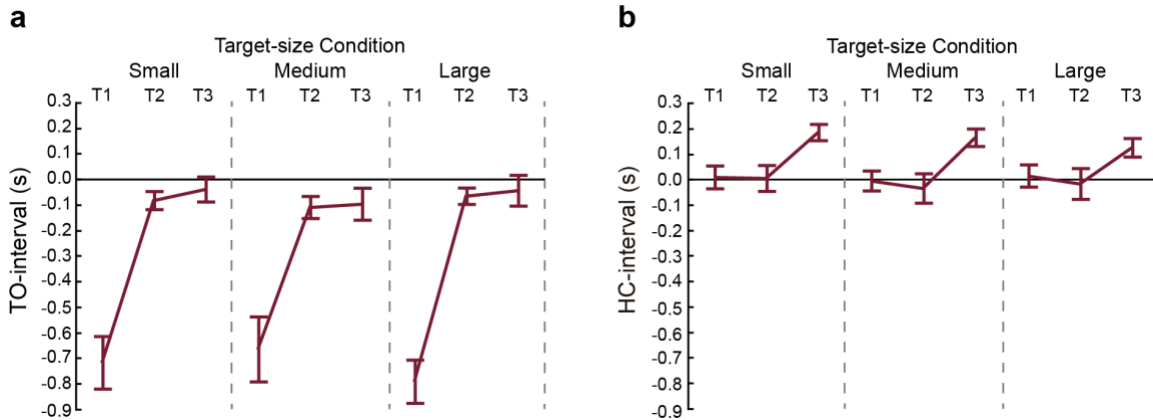 a
Target-size Condition
Small Medium Large
T1 T2 T3 T1 T2 T3 T1 T2 T3
0.3
0.2
0.1
0.0
-0.1
-0.2
-0.3
-0.4
-0.5
-0.6
-0.7
-0.8
-0.9
TO-interval (s)
b
Target-size Condition
Small Medium Large
T1 T2 T3 T1 T2 T3 T1 T2 T3
0.3
0.2
0.1
0.0
-0.1
-0.2
-0.3
-0.4
-0.5
-0.6
-0.7
-0.8
-0.9
HC-interval (s)